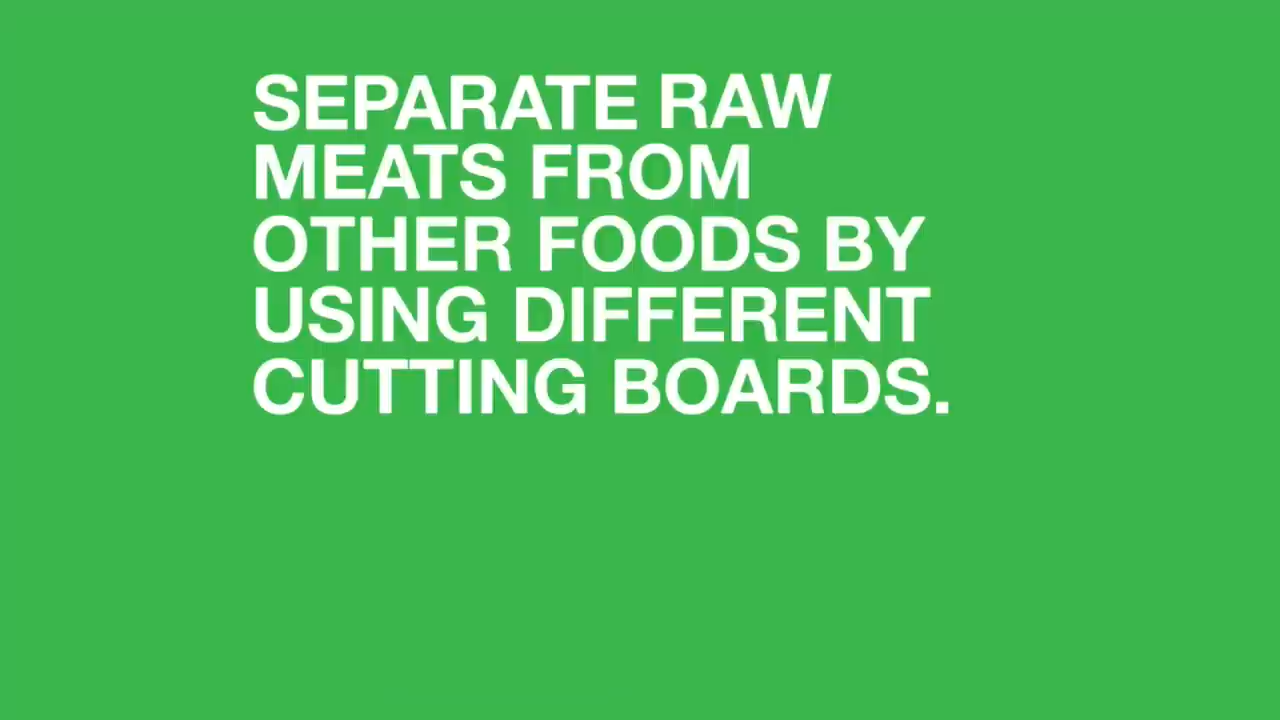 SEPARATE RAW
MEATS FROM
OTHER FOODS BY
USING DIFFERENT
CUTTING BOARDS.